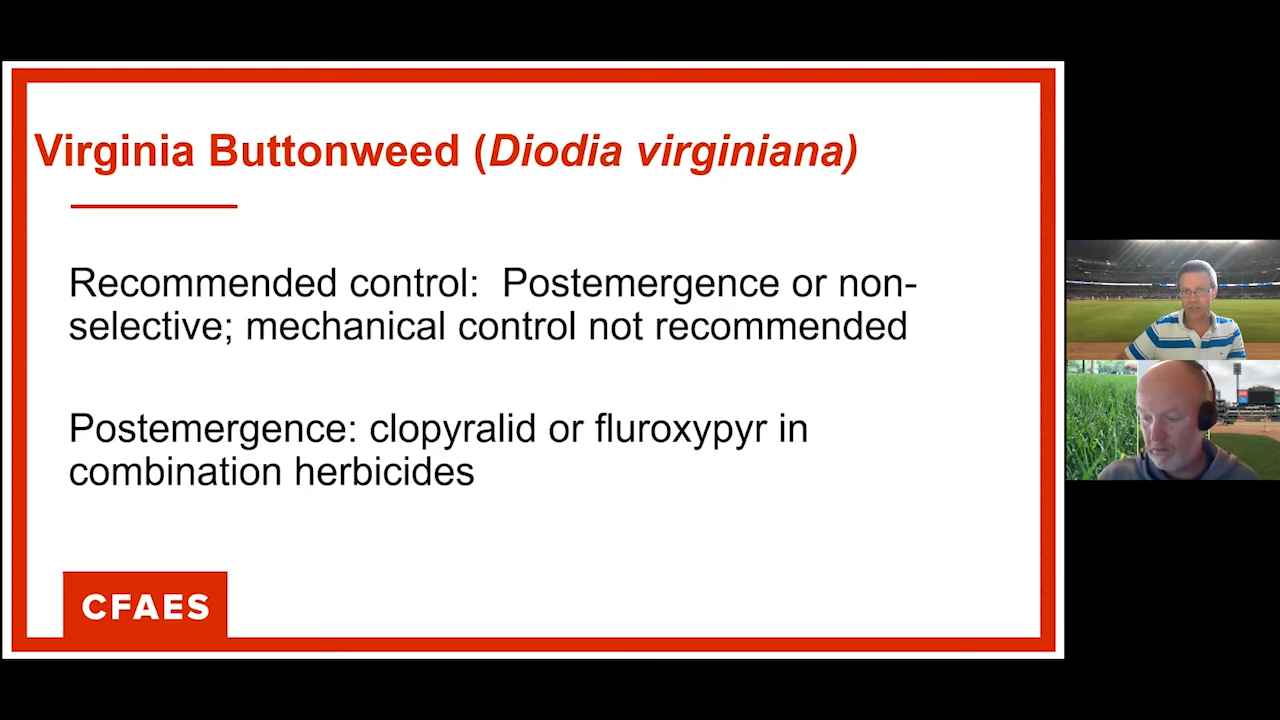 Virginia Buttonweed (Diodia virginiana)
Recommended control:  Postemergence or non-
selective; mechanical control not recommended
Postemergence: clopyralid or fluroxypyr in
combination herbicides
CFAES